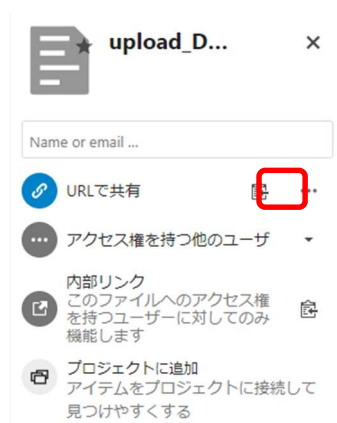 upload_D...
Name or email ...
URLで共有
アクセス権を持つ他のユーザ
内部リンク
このファイルへのアクセス権
を持つユーザーに対してのみ
機能します
プロジェクトに追加
アイテムをプロジェクトに接続して
見つけやすくする